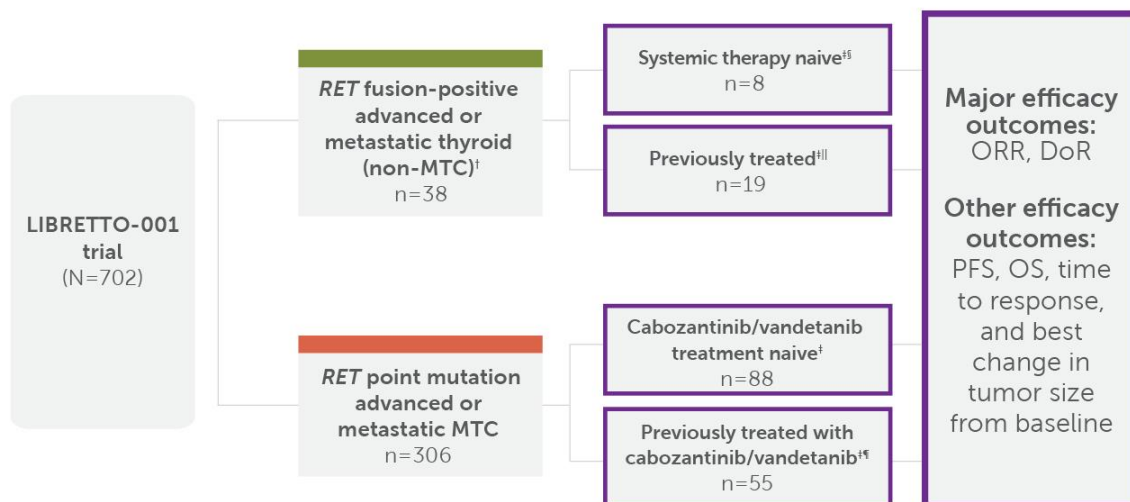 LIBRETTO-001
trial
(N=702)
RET fusion-positive
advanced or
metastatic thyroid
(non-MTC)†
n=38
RET point mutation
advanced or
metastatic MTC
n=306
Systemic therapy naive‡§
n=8
Previously treated‡||
n=19
Cabozantinib/vandetanib
treatment naive‡
n=88
Previously treated with
cabozantinib/vandetanib‡¶
n=55
Major efficacy
outcomes:
ORR, DoR
Other efficacy
outcomes:
PFS, OS, time
to response,
and best
change in
tumor size
from baseline